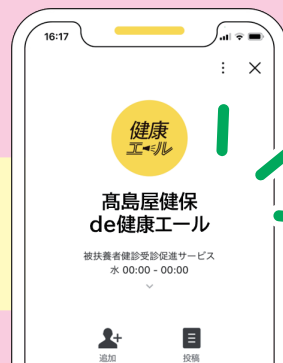 16:17
健康
エール
髙島屋健保
de健康エール
被扶養者健診受診促進サービス
水 00:00 - 00:00
追加
投稿